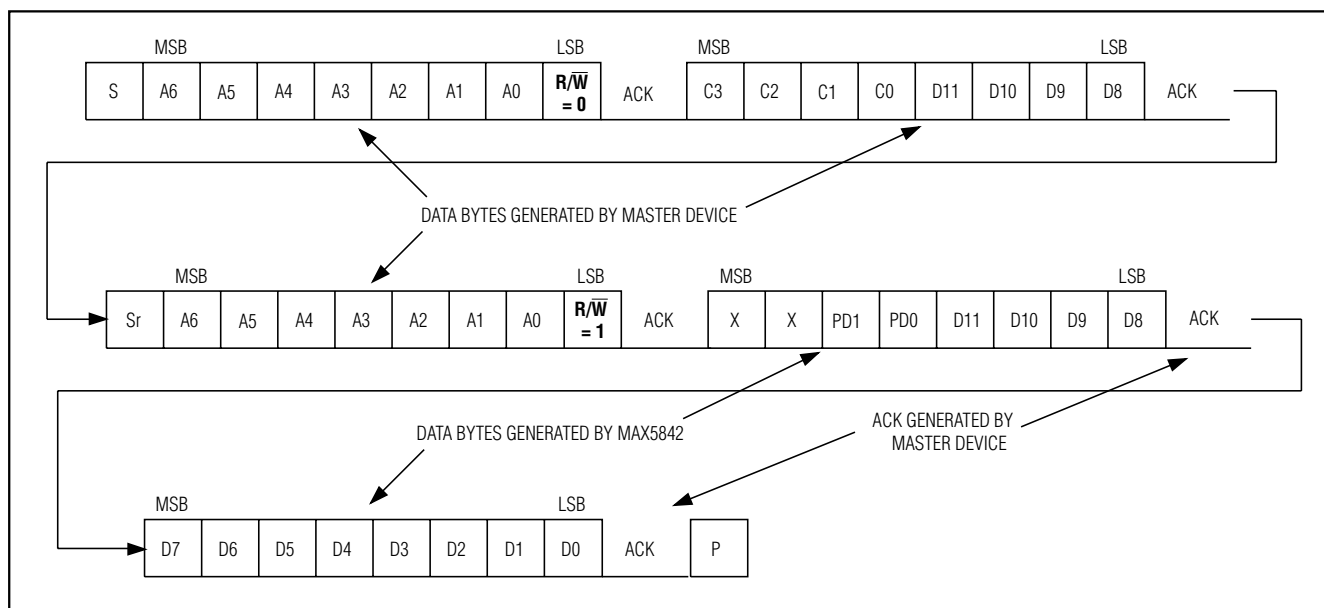 MSB LSB MSB LSB
S A6 A5 A4 A3 A2 A1 A0 R/W̅ = 0 ACK C3 C2 C1 C0 D11 D10 D9 D8 ACK
DATA BYTES GENERATED BY MASTER DEVICE
MSB LSB MSB LSB
Sr A6 A5 A4 A3 A2 A1 A0 R/W̅ = 1 ACK X X PD1 PD0 D11 D10 D9 D8 ACK
DATA BYTES GENERATED BY MAX5842
ACK GENERATED BY
MASTER DEVICE
MSB LSB
D7 D6 D5 D4 D3 D2 D1 D0 ACK P